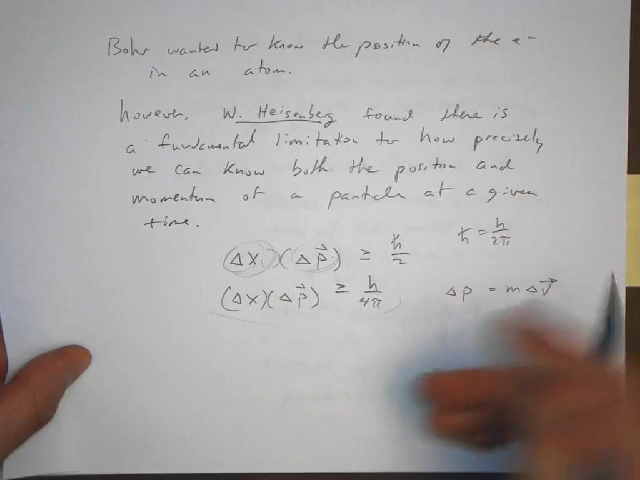 Bohr wanted to know the position of the e-
in an atom.
however, W. Heisenberg found there is
a fundamental limitation to how precisely
we can know both the position and
momentum of a particle at a given
time.
(Δx)(Δp⃗) ≥ ħ/2    ħ = h/2π
(Δx)(Δp⃗) ≥ h/4π    Δp = mΔv⃗